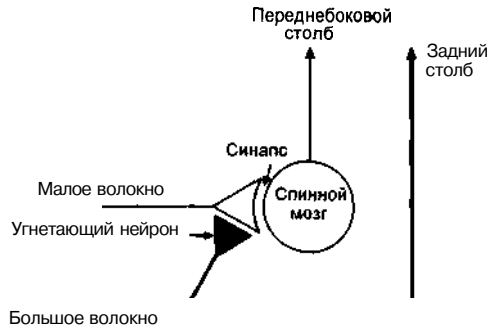 Переднебоковой
столб
Задний
столб
Синапс
Малое волокно
Спинной
мозг
Угнетающий нейрон
Большое волокно